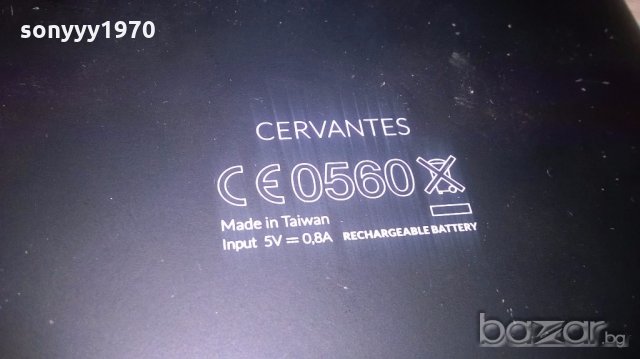 sonyyy1970
CERVANTES
CE0560
Made in Taiwan
Input 5V = 0,8A RECHARGEABLE BATTERY
bazar.bg